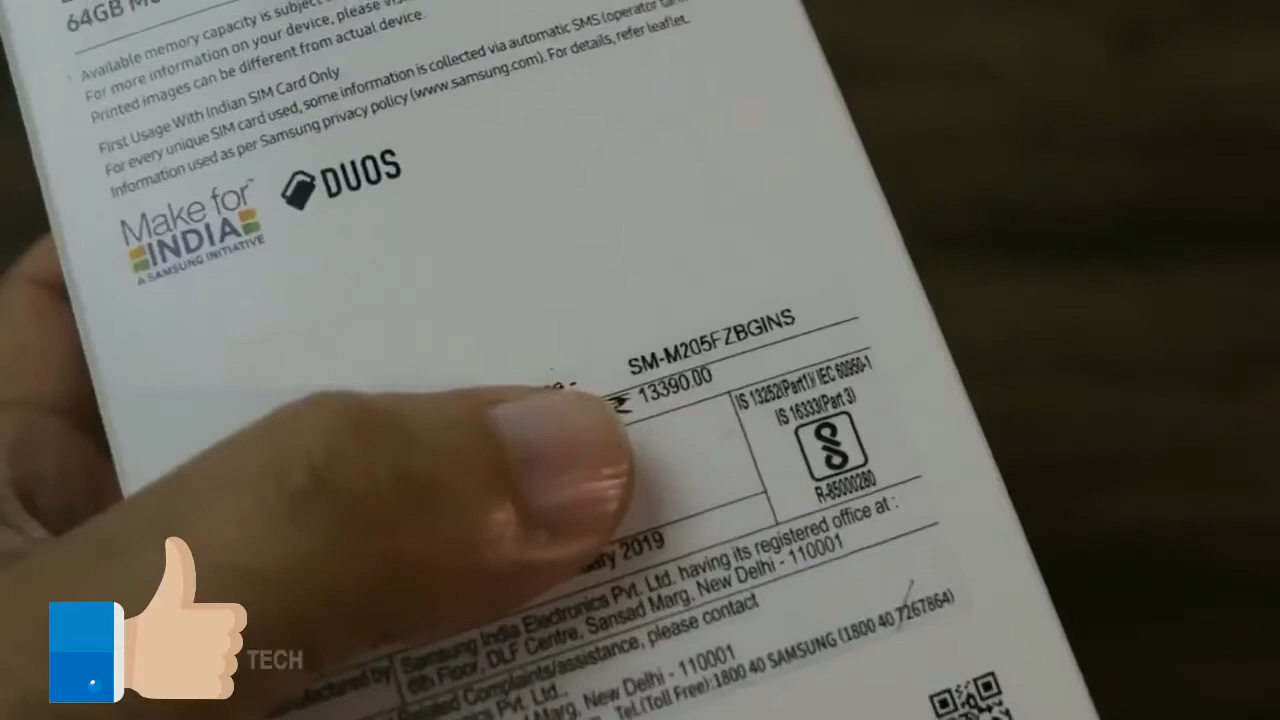 64GB
Available memory capacity is subject
For more information on your device, please
Printed images can be different from actual device.
First Usage With Indian SIM Card Only
For every unique SIM card used, some information is collected via automatic SMS (operator
Information used as per Samsung privacy policy (www.samsung.com). For details, refer leaflet.
Make for
INDIA
A SAMSUNG INITIATIVE
DUOS
SM-M205FZBGINS
₹ 13390.00
IS 13252(Part1)/ IEC 60950-1
IS 16333(Part 3)
R-85000280
2019
Samsung India Electronics Pvt. Ltd. having its registered office at :
6th Floor, DLF Centre, Sansad Marg, New Delhi - 110001
Complaints/assistance, please contact
Pvt. Ltd.,
Marg, New Delhi - 110001
Tel.(Toll Free):1800 40 SAMSUNG (1800 40 7267864)
TECH